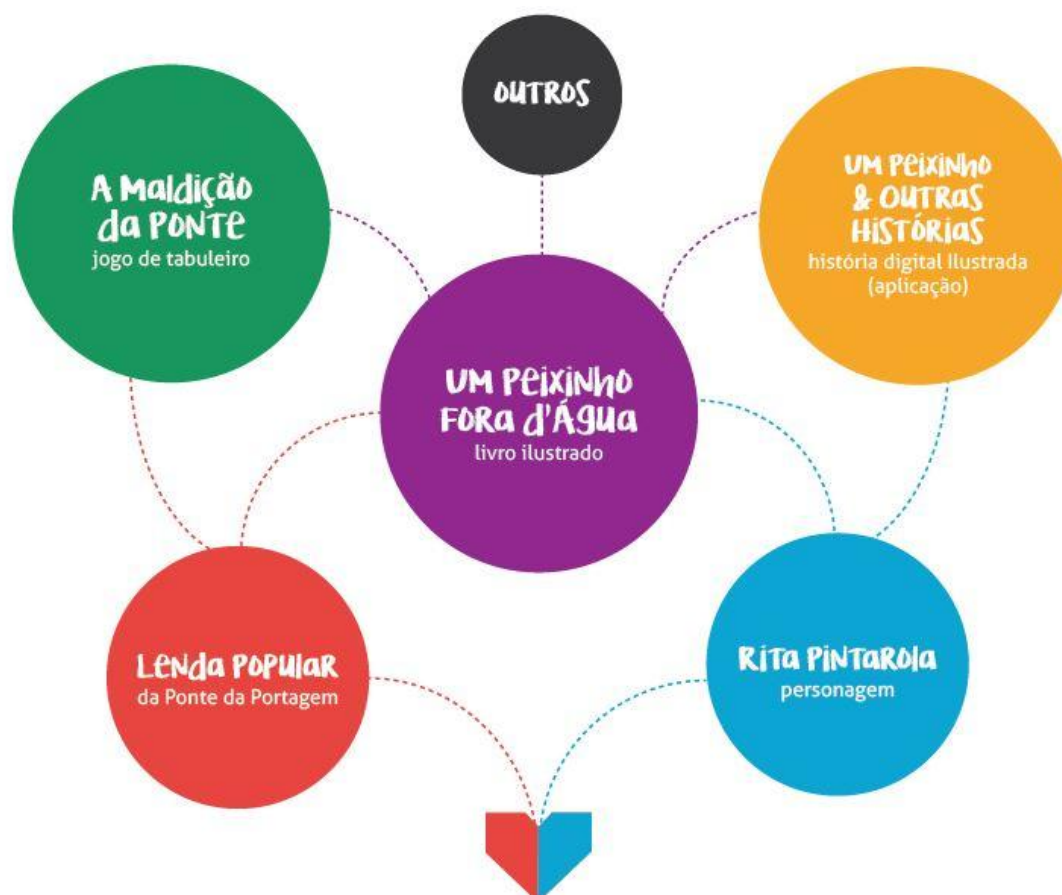 OUTROS
A MALDIÇÃO
DA PONTE
jogo de tabuleiro
UM PEIXINHO
& OUTRAS
HISTÓRIAS
história digital ilustrada
(aplicação)
UM PEIXINHO
FORA D'ÁGUA
livro ilustrado
LENDA POPULAR
da Ponte da Portagem
RITA PINTAROLA
personagem